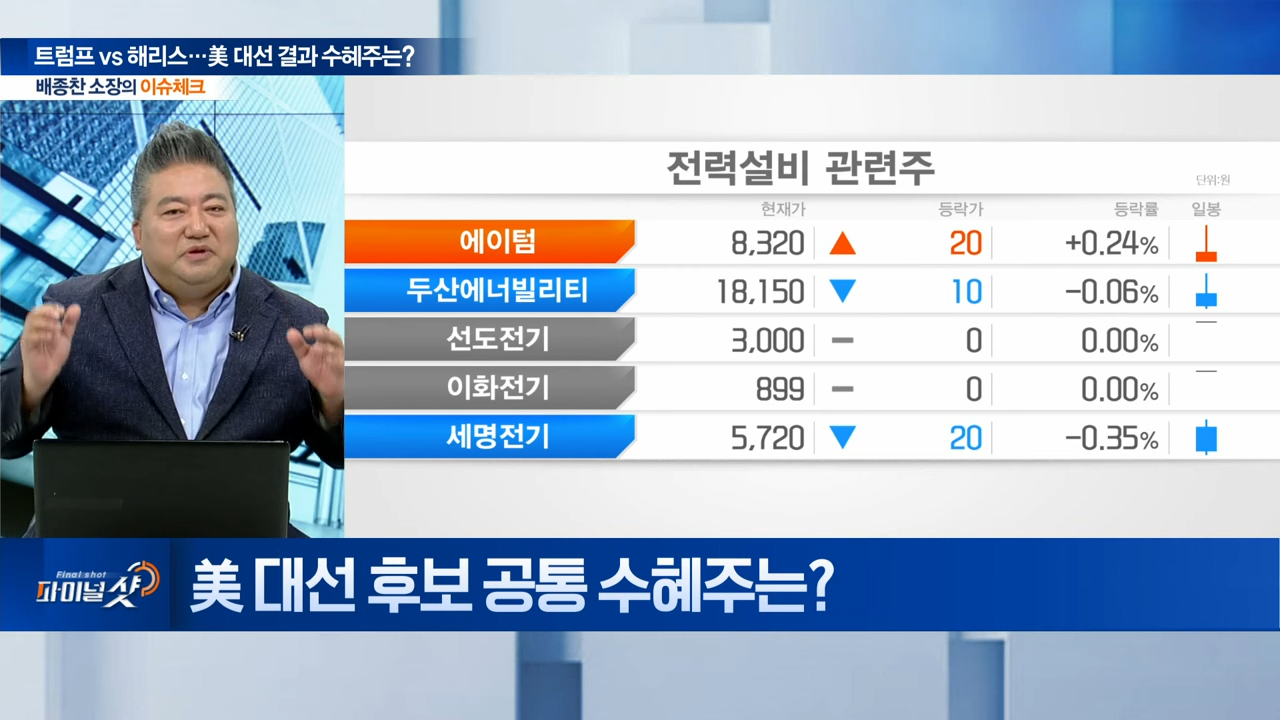 트럼프 vs 해리스…美 대선 결과 수혜주는?
배종찬 소장의 이슈체크
전력설비 관련주
단위:원
현재가 등락가 등락률 일봉
에이텀 8,320 ▲ 20 +0.24%
두산에너빌리티 18,150 ▼ 10 -0.06%
선도전기 3,000 - 0 0.00%
이화전기 899 - 0 0.00%
세명전기 5,720 ▼ 20 -0.35%
Final shot
파이널샷
美 대선 후보 공통 수혜주는?